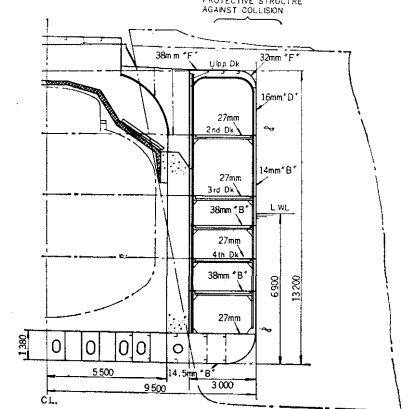 PROTECTIVE STRUCTRE
AGAINST COLLISION
38mm "F"
Upp Dk
32mm "F"
16mm "D"
27mm
2nd Dk
27mm
14mm "B"
3rd Dk
38mm "B"
L.WL
27mm
4th Dk
38mm "B"
6 900
13 200
27mm
1 380
5 500
14.5mm "B"
9 500
3 000
C.L.